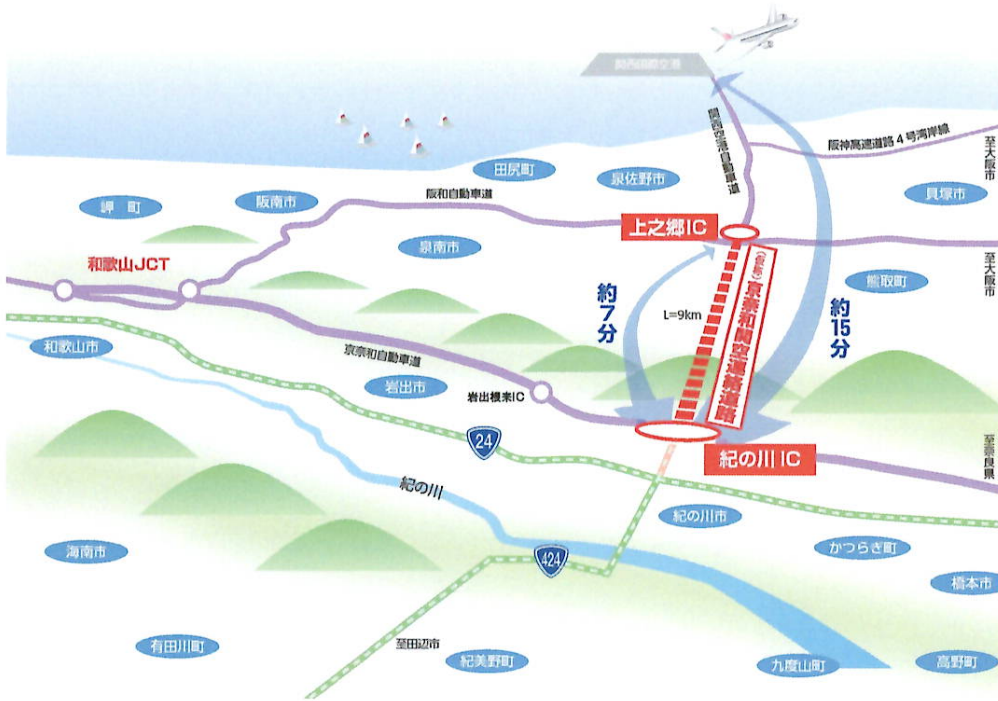 関西国際空港
関西空港自動車道
阪神高速道路4号湾岸線
至大阪市
田尻町
泉佐野市
貝塚市
岬 町
阪南市
阪和自動車道
上之郷IC
泉南市
至大阪市
和歌山JCT
熊取町
約7分
L=9km
(仮称)京奈和関空連絡道路
約15分
和歌山市
京奈和自動車道
岩出市
岩出根来IC
24
紀の川IC
至奈良県
紀の川
紀の川市
かつらぎ町
海南市
424
橋本市
有田川町
至田辺市
紀美野町
九度山町
高野町